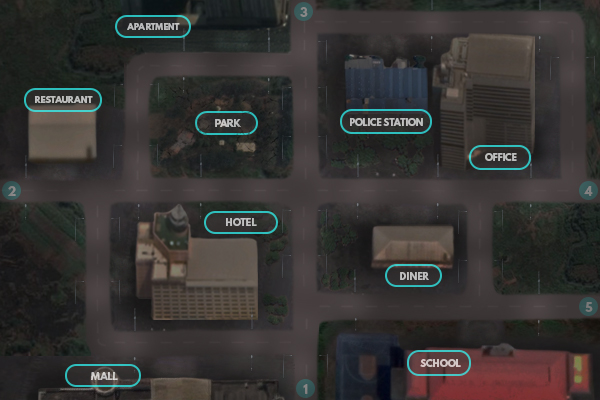 3
APARTMENT
RESTAURANT
PARK
POLICE STATION
OFFICE
2
4
HOTEL
DINER
5
SCHOOL
MALL
1